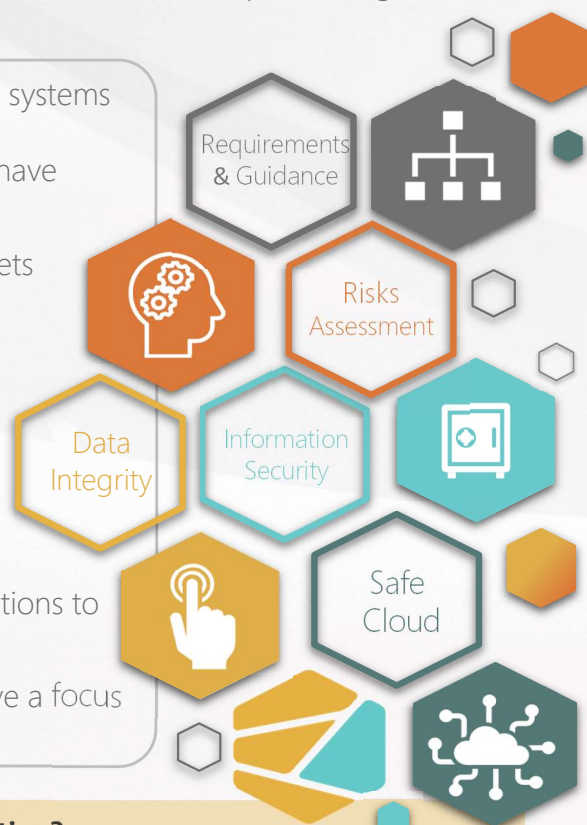 systems
have
Requirements
& Guidance
ets
Risks
Assessment
Data
Integrity
Information
Security
Safe
Cloud
tions to
ve a focus